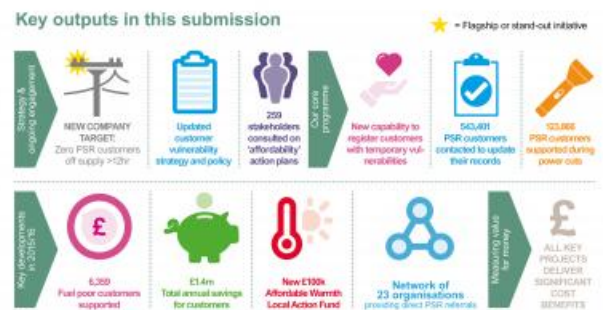 Key outputs in this submission
= Flagship or stand-out initiative
Strategy &
ongoing engagement
NEW COMPANY
TARGET:
Zero PSR customers
off supply >12hr
Updated
customer
vulnerability
strategy and policy
259
stakeholders
consulted on
'affordability'
action plans
Our core
programme
New capability to
register customers
with temporary vul-
nerabilities
543,401
PSR customers
contacted to update
their records
PSR customers
supported during
power cuts
Key developments
in 2015/16
£
6,359
Fuel poor customers
supported
£1.4m
Total annual savings
for customers
New £100k
Affordable Warmth
Local Action Fund
Network of
23 organisations
providing direct PSR referrals
Measuring value
for money
£
ALL KEY
PROJECTS
DELIVER
SIGNIFICANT
COST
BENEFITS